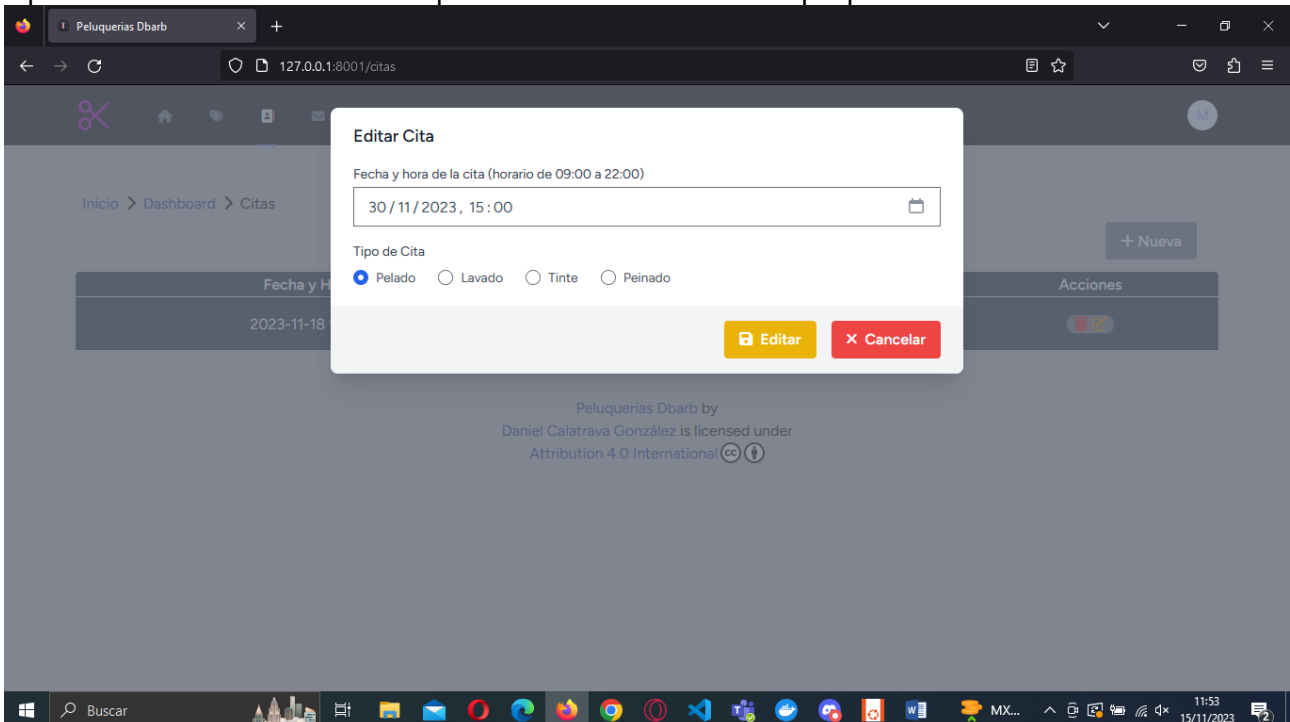 Peluquerias Dbarb
127.0.0.1:8001/citas
M
Editar Cita
Fecha y hora de la cita (horario de 09:00 a 22:00)
30/11/2023, 15:00
Inicio > Dashboard > Citas
+ Nueva
Tipo de Cita
Pelado Lavado Tinte Peinado
Fecha y H
Acciones
2023-11-18
Editar
× Cancelar
Peluquerias Dbarb by
Daniel Calatrava González is licensed under
Attribution 4.0 International
Buscar
MX...
11:53
15/11/2023
2